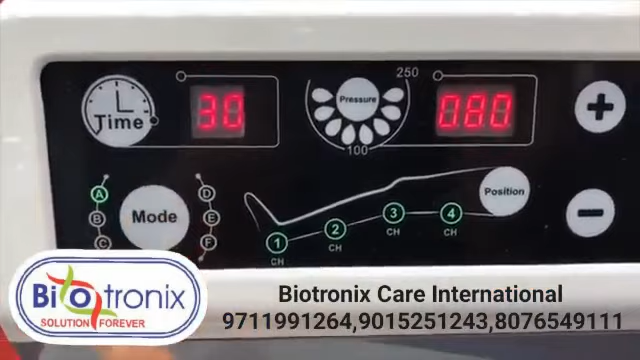 Time
30
Pressure
250
100
080
+
A
B
C
Mode
D
E
F
Position
1
CH
2
CH
3
CH
4
CH
-
Biotronix
SOLUTION FOREVER
Biotronix Care International
9711991264,9015251243,8076549111